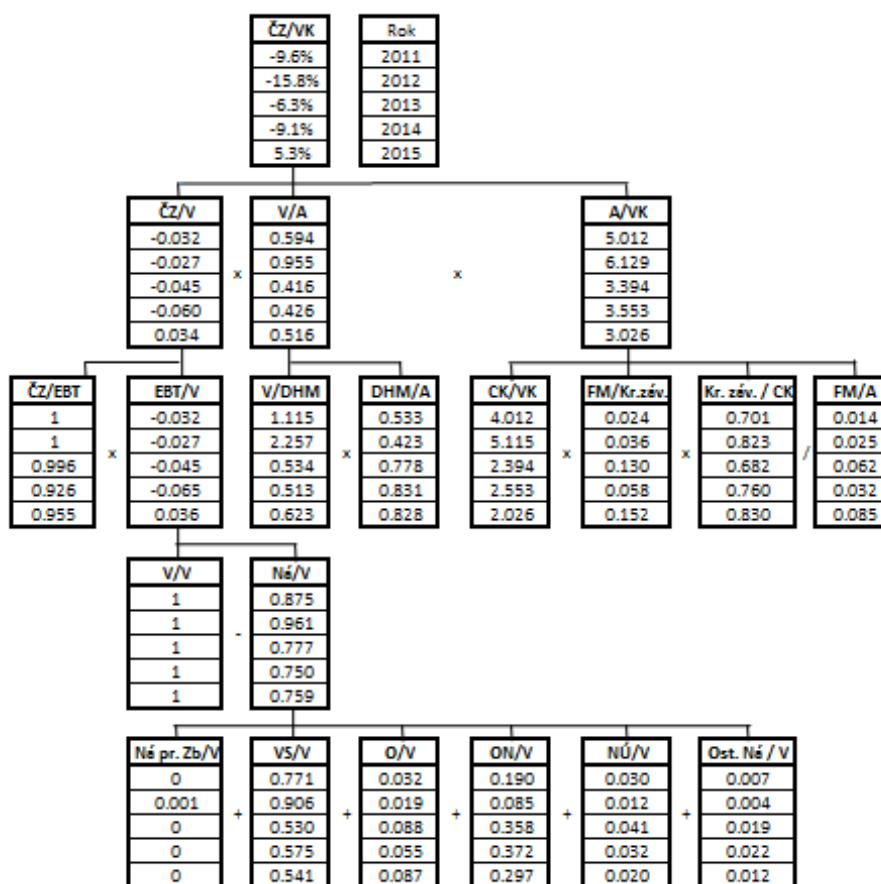 ČZ/VK Rok
-9.6% 2011
-15.8% 2012
-6.3% 2013
-9.1% 2014
5.3% 2015
ČZ/V V/A A/VK
-0.032 0.594 5.012
-0.027 0.955 6.129
-0.045 x 0.416 x 3.394
-0.060 0.426 3.553
0.034 0.516 3.026
ČZ/EBT EBT/V V/DHM DHM/A CK/VK FM/Kr.záv. Kr. záv. / CK FM/A
1 -0.032 1.115 0.533 4.012 0.024 0.701 0.014
1 -0.027 2.257 0.423 5.115 0.036 0.823 0.025
0.996 x -0.045 0.534 x 0.778 2.394 x 0.130 x 0.682 / 0.062
0.926 -0.065 0.513 0.831 2.553 0.058 0.760 0.032
0.955 0.036 0.623 0.828 2.026 0.152 0.830 0.085
V/V Ná/V
1 0.875
1 0.961
1 - 0.777
1 0.750
1 0.759
Ná pr. Zb/V VS/V O/V ON/V NÚ/V Ost. Ná / V
0 0.771 0.032 0.190 0.030 0.007
0.001 0.906 0.019 0.085 0.012 0.004
0 + 0.530 + 0.088 + 0.358 + 0.041 + 0.019
0 0.575 0.055 0.372 0.032 0.022
0 0.541 0.087 0.297 0.020 0.012